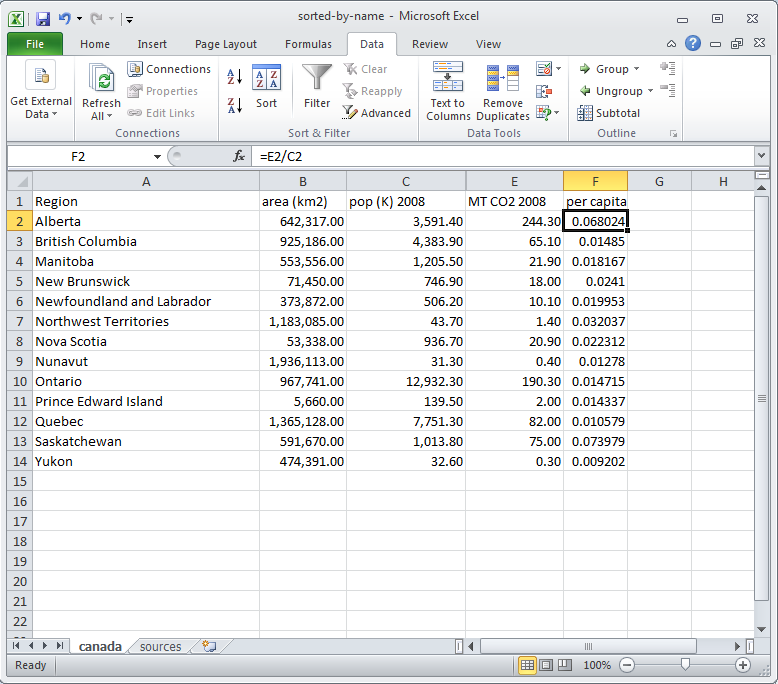 sorted-by-name - Microsoft Excel
File Home Insert Page Layout Formulas Data Review View
Get External Data
Refresh All
Connections
Properties
Edit Links
Connections
Sort
Filter
Clear
Reapply
Advanced
Sort & Filter
Text to Columns
Remove Duplicates
Data Tools
Group
Ungroup
Subtotal
Outline
F2 fx =E2/C2
A B C E F G H
1 Region area (km2) pop (K) 2008 MT CO2 2008 per capita
2 Alberta 642,317.00 3,591.40 244.30 0.068024
3 British Columbia 925,186.00 4,383.90 65.10 0.01485
4 Manitoba 553,556.00 1,205.50 21.90 0.018167
5 New Brunswick 71,450.00 746.90 18.00 0.0241
6 Newfoundland and Labrador 373,872.00 506.20 10.10 0.019953
7 Northwest Territories 1,183,085.00 43.70 1.40 0.032037
8 Nova Scotia 53,338.00 936.70 20.90 0.022312
9 Nunavut 1,936,113.00 31.30 0.40 0.01278
10 Ontario 967,741.00 12,932.30 190.30 0.014715
11 Prince Edward Island 5,660.00 139.50 2.00 0.014337
12 Quebec 1,365,128.00 7,751.30 82.00 0.010579
13 Saskatchewan 591,670.00 1,013.80 75.00 0.073979
14 Yukon 474,391.00 32.60 0.30 0.009202
15
16
17
18
19
20
21
22
canada sources
Ready 100%